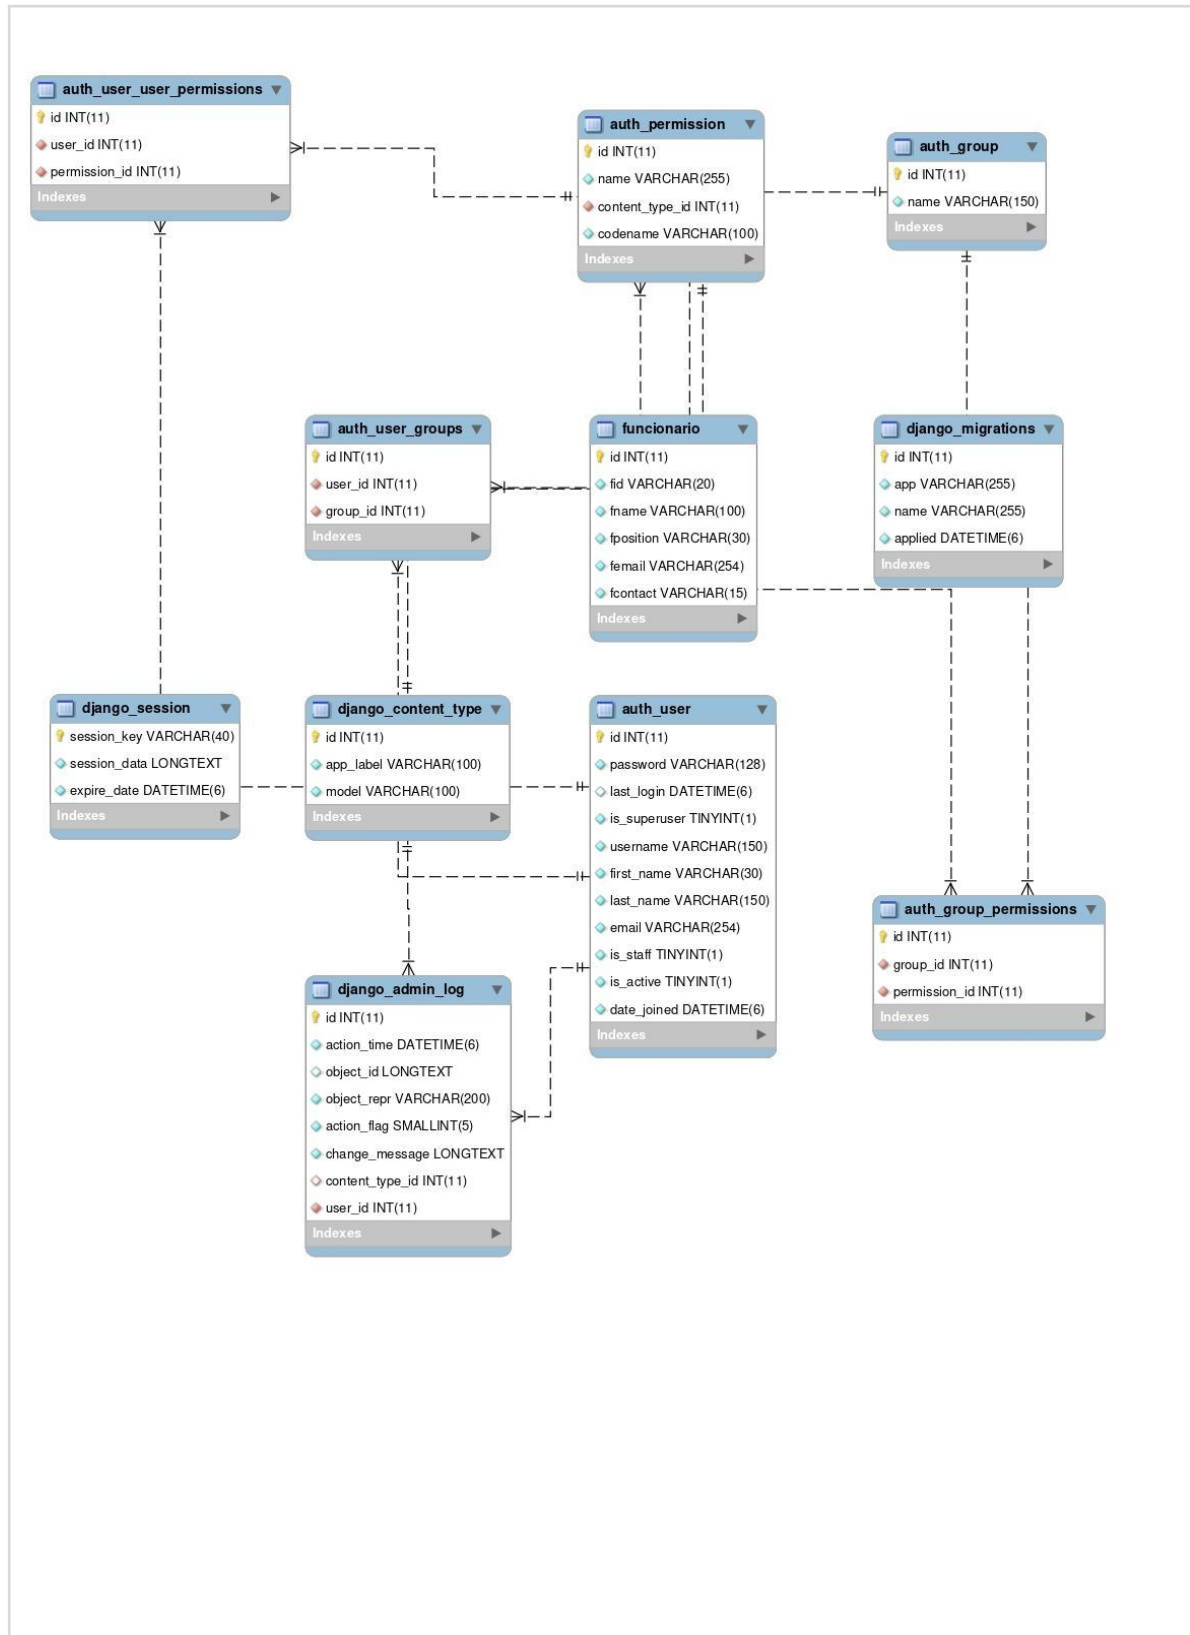 auth_user_user_permissions
id INT(11)
user_id INT(11)
permission_id INT(11)
Indexes
auth_permission
id INT(11)
name VARCHAR(255)
content_type_id INT(11)
codename VARCHAR(100)
Indexes
auth_group
id INT(11)
name VARCHAR(150)
Indexes
auth_user_groups
id INT(11)
user_id INT(11)
group_id INT(11)
Indexes
funcionario
id INT(11)
fid VARCHAR(20)
fname VARCHAR(100)
fposition VARCHAR(30)
femail VARCHAR(254)
fcontact VARCHAR(15)
Indexes
django_migrations
id INT(11)
app VARCHAR(255)
name VARCHAR(255)
applied DATETIME(6)
Indexes
django_session
session_key VARCHAR(40)
session_data LONGTEXT
expire_date DATETIME(6)
Indexes
django_content_type
id INT(11)
app_label VARCHAR(100)
model VARCHAR(100)
Indexes
auth_user
id INT(11)
password VARCHAR(128)
last_login DATETIME(6)
is_superuser TINYINT(1)
username VARCHAR(150)
first_name VARCHAR(30)
last_name VARCHAR(150)
email VARCHAR(254)
is_staff TINYINT(1)
is_active TINYINT(1)
date_joined DATETIME(6)
Indexes
auth_group_permissions
id INT(11)
group_id INT(11)
permission_id INT(11)
Indexes
django_admin_log
id INT(11)
action_time DATETIME(6)
object_id LONGTEXT
object_repr VARCHAR(200)
action_flag SMALLINT(5)
change_message LONGTEXT
content_type_id INT(11)
user_id INT(11)
Indexes